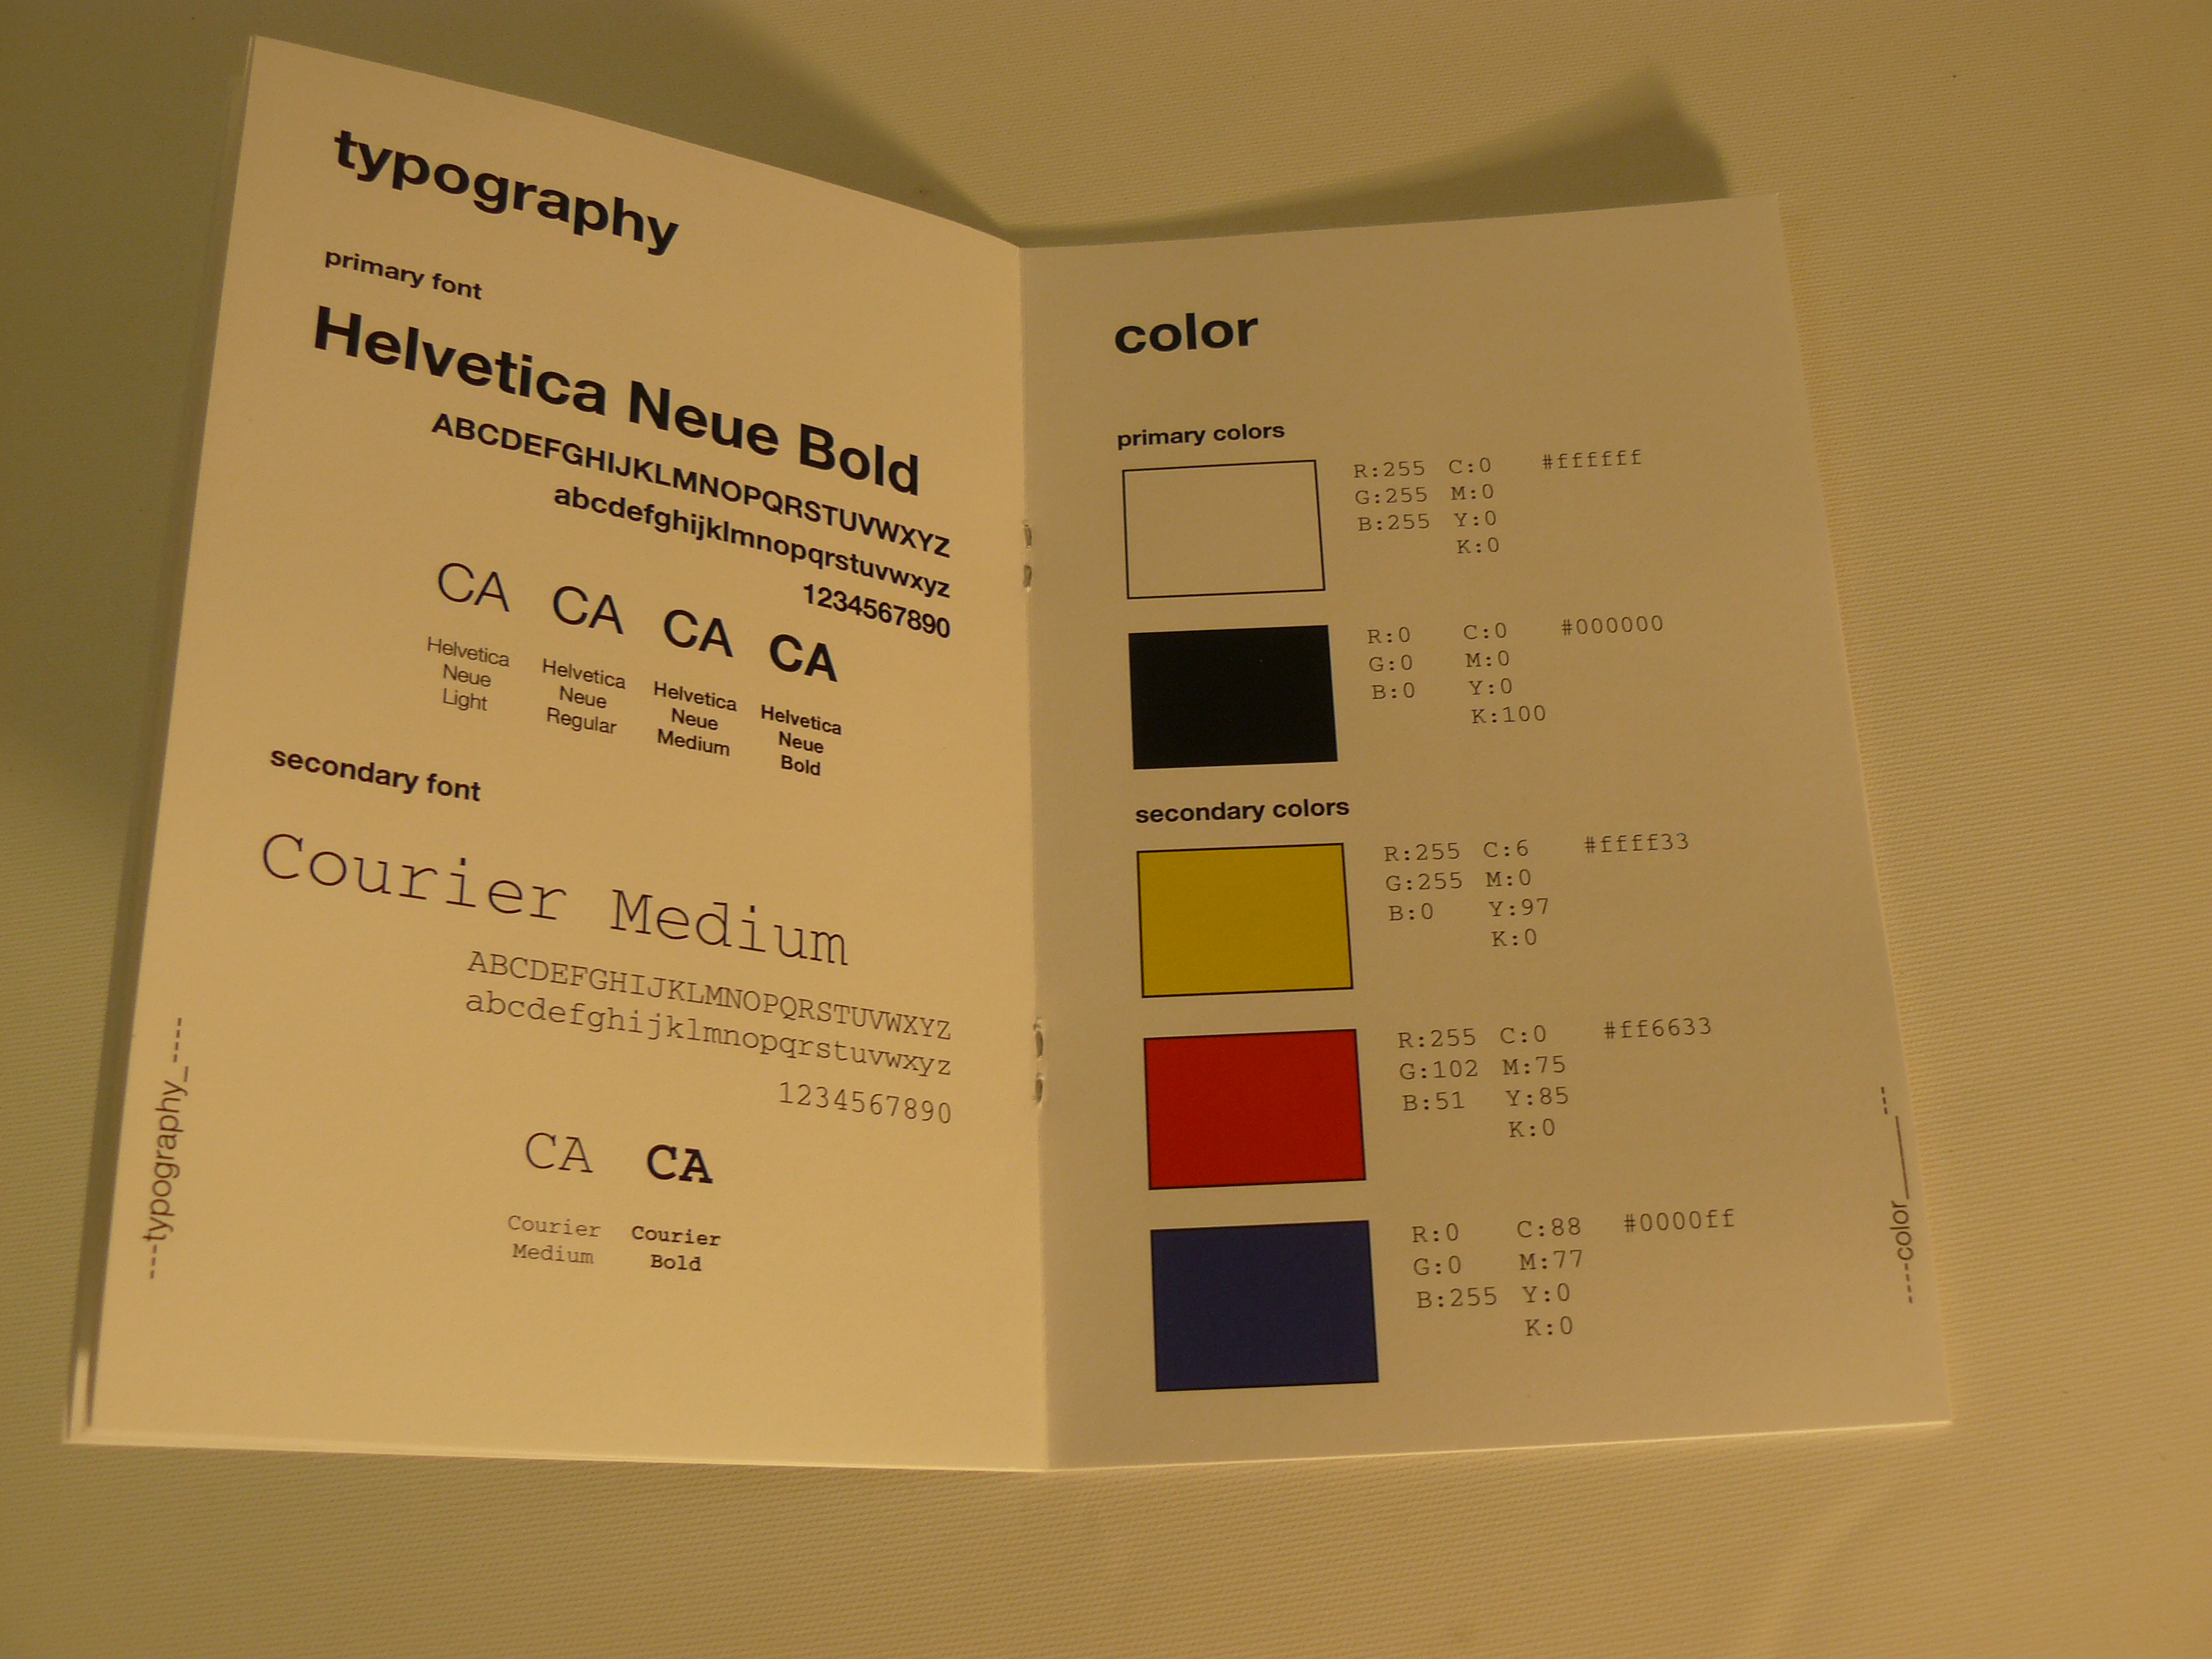 typography
primary font
Helvetica Neue Bold
ABCDEFGHIJKLMNOPQRSTUVWXYZ
abcdefghijklmnopqrstuvwxyz
1234567890
CA CA CA CA
Helvetica Neue Light
Helvetica Neue Regular
Helvetica Neue Medium
Helvetica Neue Bold
secondary font
Courier Medium
ABCDEFGHIJKLMNOPQRSTUVWXYZ
abcdefghijklmnopqrstuvwxyz
1234567890
CA CA
Courier Medium
Courier Bold
---typography_----
color
primary colors
R:255 C:0 #ffffff
G:255 M:0
B:255 Y:0
K:0
R:0 C:0 #000000
G:0 M:0
B:0 Y:0
K:100
secondary colors
R:255 C:6 #ffff33
G:255 M:0
B:0 Y:97
K:0
R:255 C:0 #ff6633
G:102 M:75
B:51 Y:85
K:0
R:0 C:88 #0000ff
G:0 M:77
B:255 Y:0
K:0
----color______---